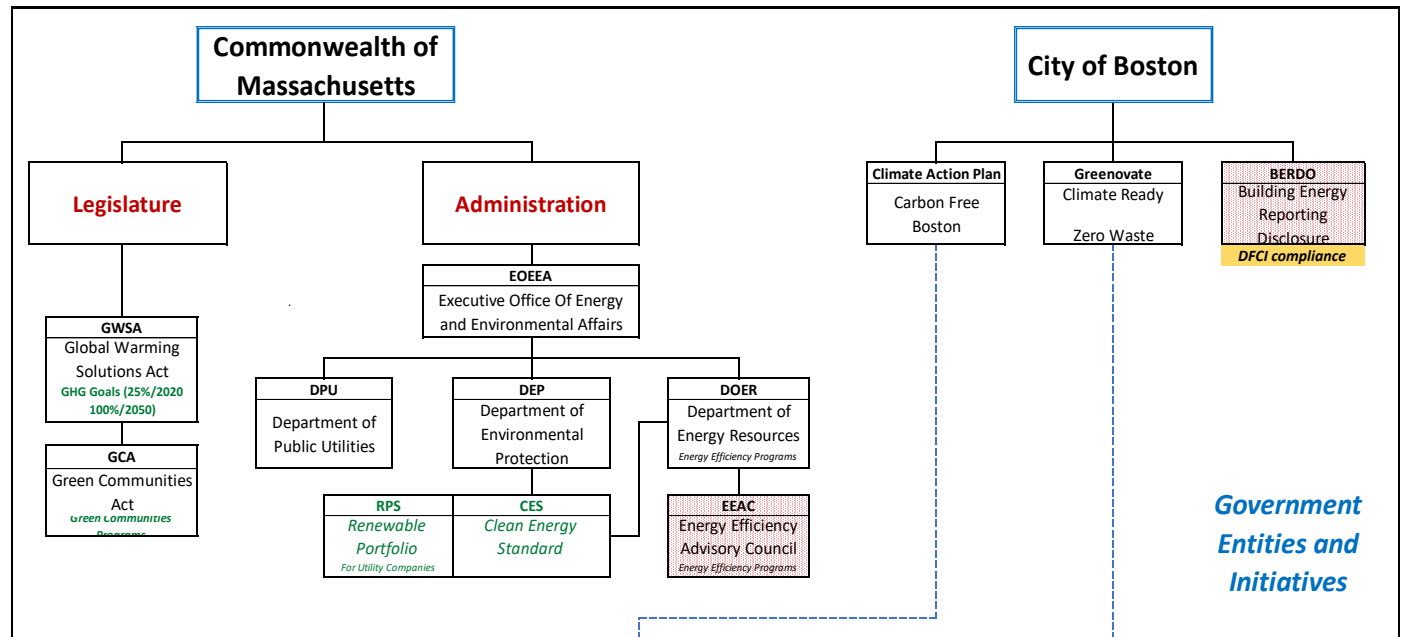 Commonwealth of
Massachusetts
City of Boston
Legislature
Administration
Climate Action Plan
Carbon Free
Boston
Greenovate
Climate Ready
Zero Waste
BERDO
Building Energy
Reporting
Disclosure
DFCI compliance
EOEEA
Executive Office Of Energy
and Environmental Affairs
GWSA
Global Warming
Solutions Act
GHG Goals (25%/2020
100%/2050)
GCA
Green Communities
Act
Green Communities
Programs
DPU
Department of
Public Utilities
DEP
Department of
Environmental
Protection
DOER
Department of
Energy Resources
Energy Efficiency Programs
RPS
Renewable
Portfolio
For Utility Companies
CES
Clean Energy
Standard
EEAC
Energy Efficiency
Advisory Council
Energy Efficiency Programs
Government
Entities and
Initiatives